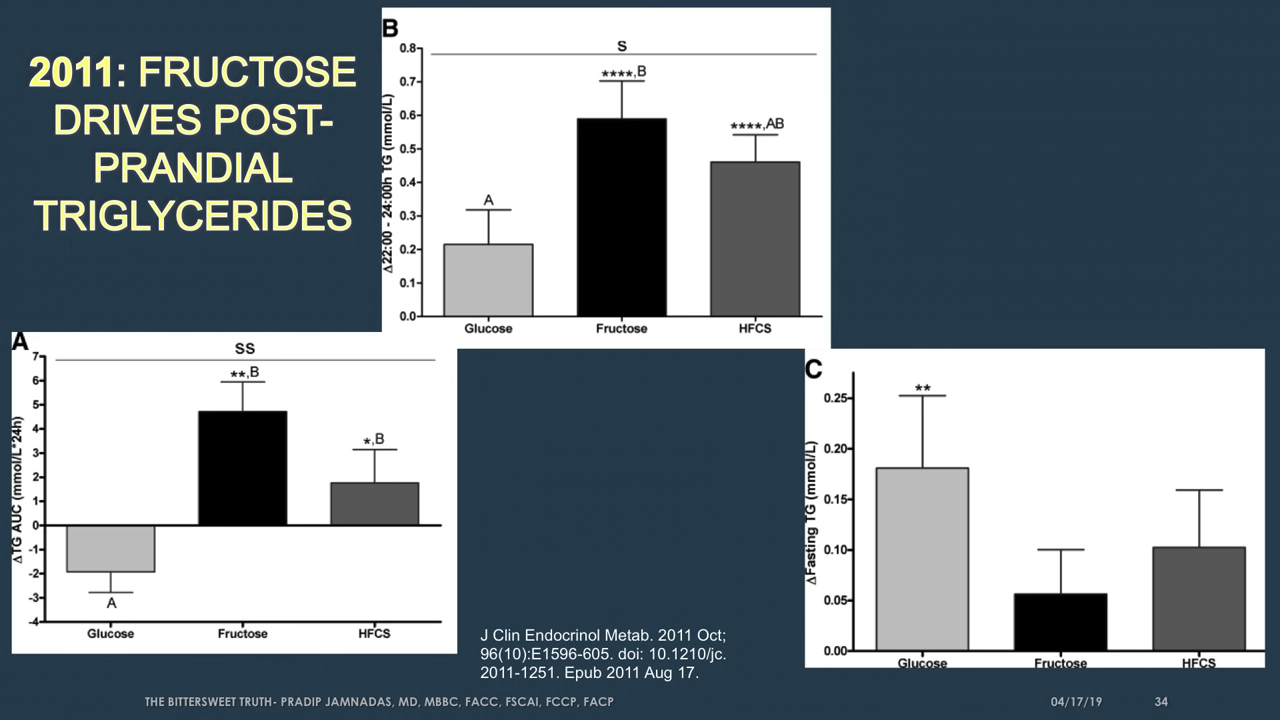 2011: FRUCTOSE
DRIVES POST-
PRANDIAL
TRIGLYCERIDES
B
S
Δ22:00 - 24:00h TG (mmol/L)
0.8
0.7
0.6
0.5
0.4
0.3
0.2
0.1
0.0
A
****,B
****,AB
Glucose Fructose HFCS
A
SS
ΔTG AUC (mmol/L*24h)
7
6
5
4
3
2
1
0
-1
-2
-3
-4
A
**,B
*,B
Glucose Fructose HFCS
C
ΔFasting TG (mmol/L)
0.25
0.20
0.15
0.10
0.05
0.00
**
Glucose Fructose HFCS
J Clin Endocrinol Metab. 2011 Oct;
96(10):E1596-605. doi: 10.1210/jc.
2011-1251. Epub 2011 Aug 17.
THE BITTERSWEET TRUTH- PRADIP JAMNADAS, MD, MBBC, FACC, FSCAI, FCCP, FACP
04/17/19
34